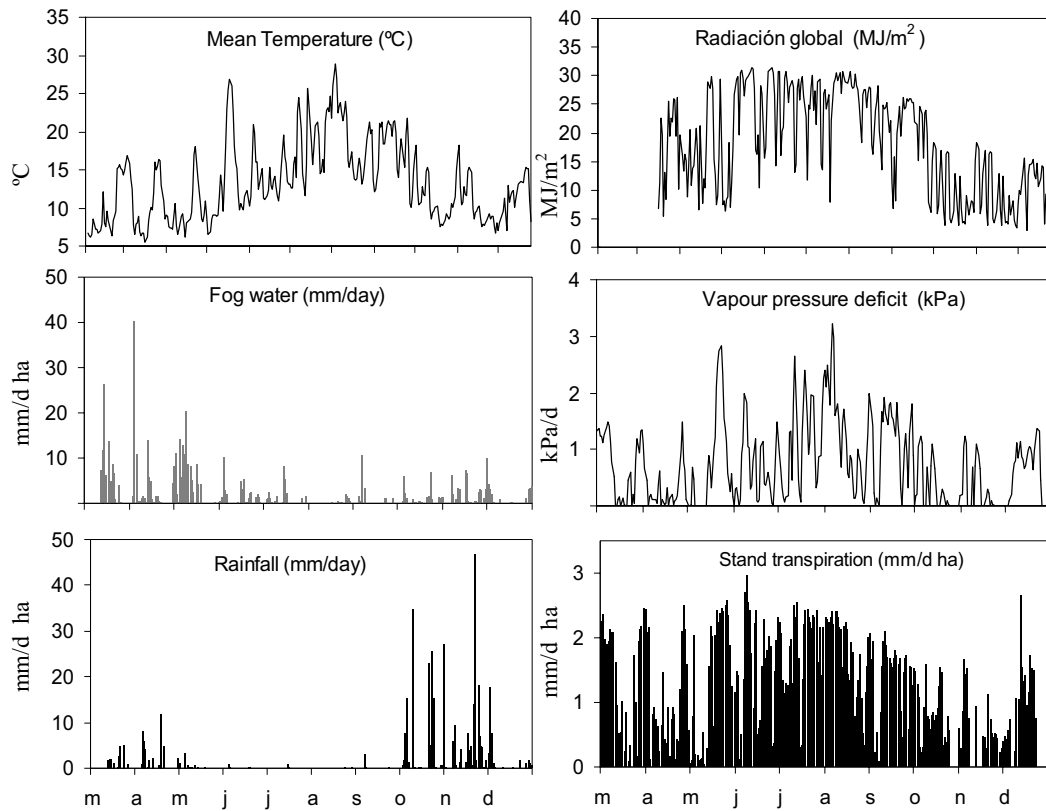 Mean Temperature (ºC)
ºC
35
30
25
20
15
10
5
Radiación global (MJ/m²)
MJ/m²
40
35
30
25
20
15
10
5
0
Fog water (mm/day)
mm/d ha
50
40
30
20
10
Vapour pressure deficit (kPa)
kPa/d
4
3
2
1
0
Rainfall (mm/day)
mm/d ha
50
40
30
20
10
0
m a m j j a s o n d
Stand transpiration (mm/d ha)
mm/d ha
3
2
1
0
m a m j j a s o n d